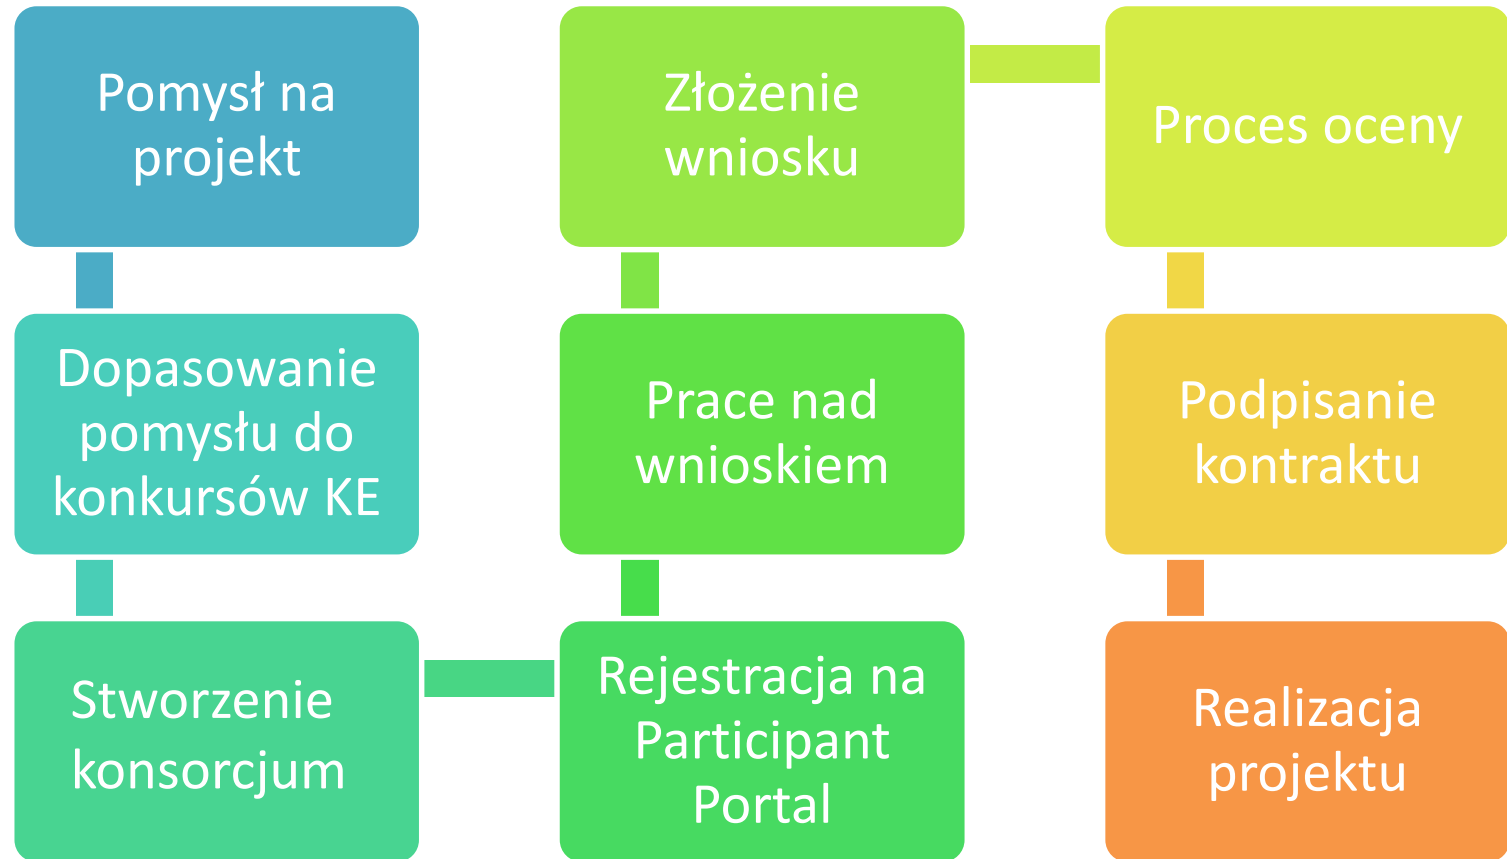 Pomysł na
projekt
Dopasowanie
pomysłu do
konkursów KE
Stworzenie
konsorcjum
Rejestracja na
Participant
Portal
Prace nad
wnioskiem
Złożenie
wniosku
Proces oceny
Podpisanie
kontraktu
Realizacja
projektu